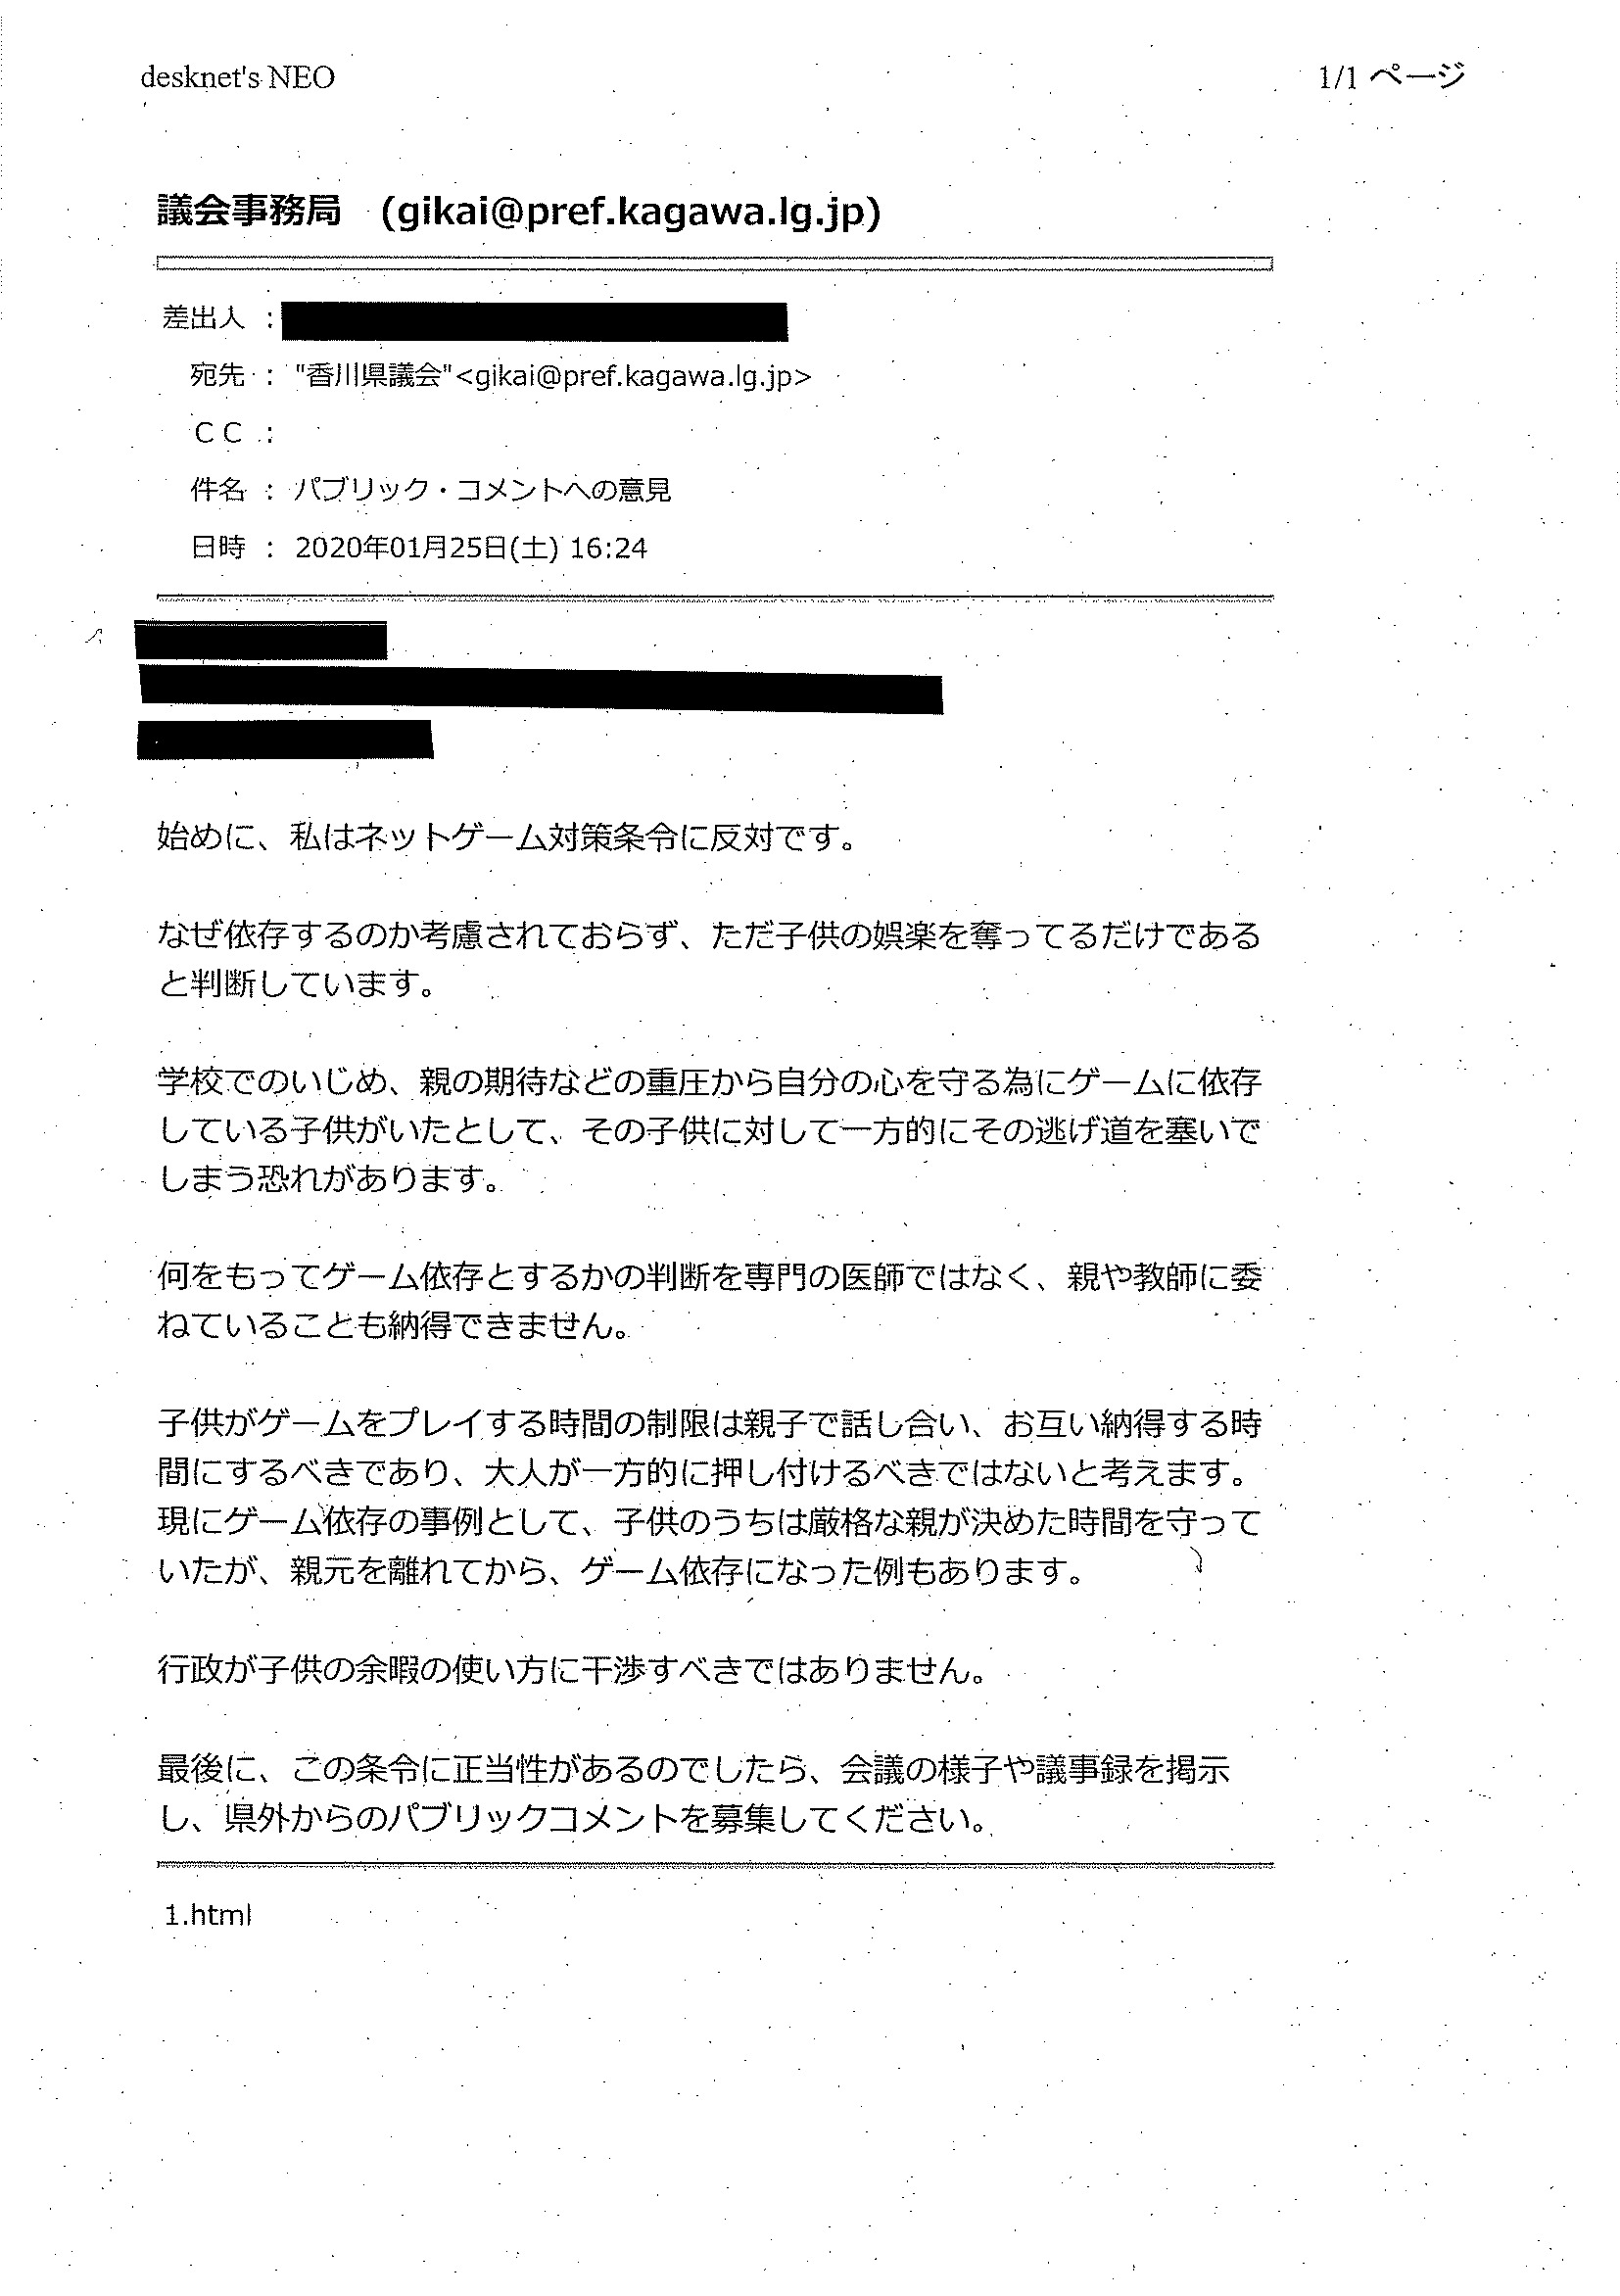 desknet's NEO
1/1 ページ
議会事務局 (gikai@pref.kagawa.lg.jp)
差出人 :
宛先 : "香川県議会"<gikai@pref.kagawa.lg.jp>
CC :
件名 : パブリック・コメントへの意見
日時 : 2020年01月25日(土) 16:24
始めに、私はネットゲーム対策条令に反対です。
なぜ依存するのか考慮されておらず、ただ子供の娯楽を奪ってるだけである
と判断しています。
学校でのいじめ、親の期待などの重圧から自分の心を守る為にゲームに依存
している子供がいたとして、その子供に対して一方的にその逃げ道を塞いで
しまう恐れがあります。
何をもってゲーム依存とするかの判断を専門の医師ではなく、親や教師に委
ねていることも納得できません。
子供がゲームをプレイする時間の制限は親子で話し合い、お互い納得する時
間にするべきであり、大人が一方的に押し付けるべきではないと考えます。
現にゲーム依存の事例として、子供のうちは厳格な親が決めた時間を守って
いたが、親元を離れてから、ゲーム依存になった例もあります。
行政が子供の余暇の使い方に干渉すべきではありません。
最後に、この条令に正当性があるのでしたら、会議の様子や議事録を掲示
し、県外からのパブリックコメントを募集してください。
1.html